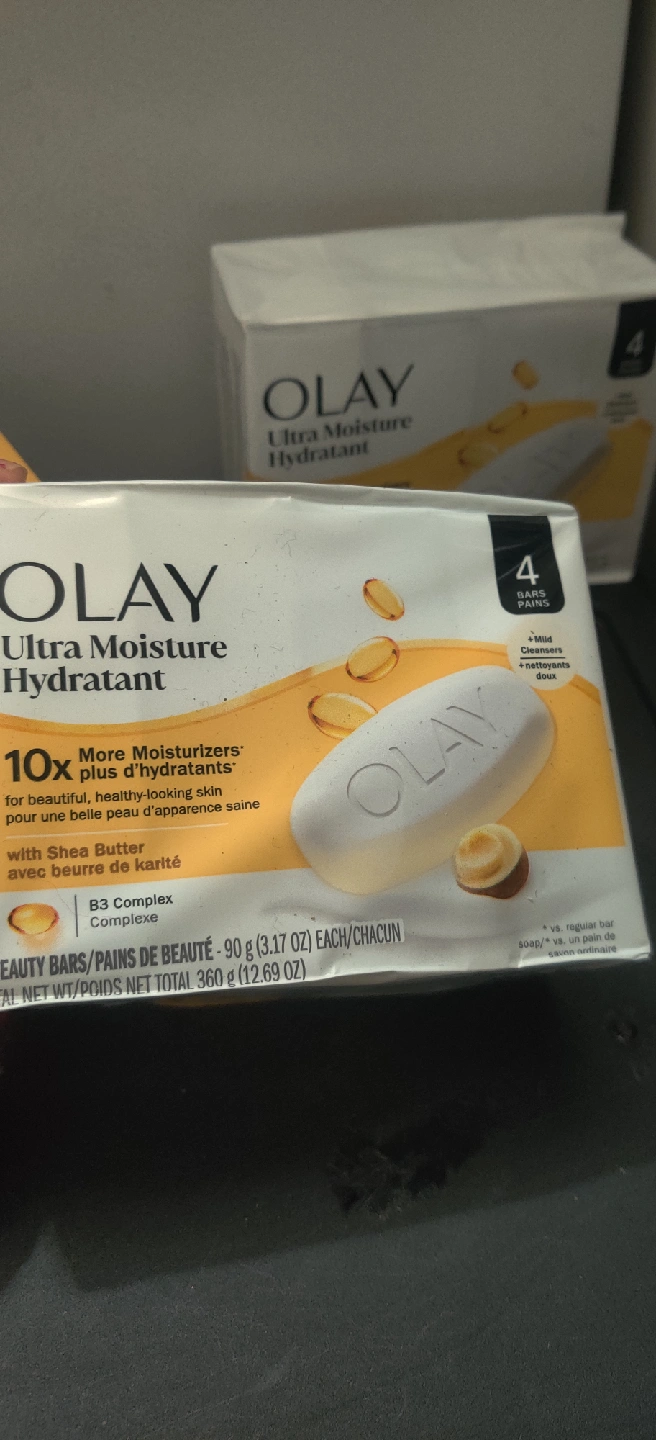 OLAY
Ultra Moisture
Hydratant
4
OLAY
OLAY
Ultra Moisture
Hydratant
4
BARS
PAINS
+Mild
Cleansers
+nettoyants
doux
10x More Moisturizers*
plus d'hydratants*
for beautiful, healthy-looking skin
pour une belle peau d'apparence saine
with Shea Butter
avec beurre de karité
OLAY
B3 Complex
Complexe
EAUTY BARS/PAINS DE BEAUTÉ - 90 g (3.17 OZ) EACH/CHACUN
AL NET WT/POIDS NET TOTAL 360 g (12.69 OZ)
* vs. regular bar
soap/* vs. un pain de
savon ordinaire